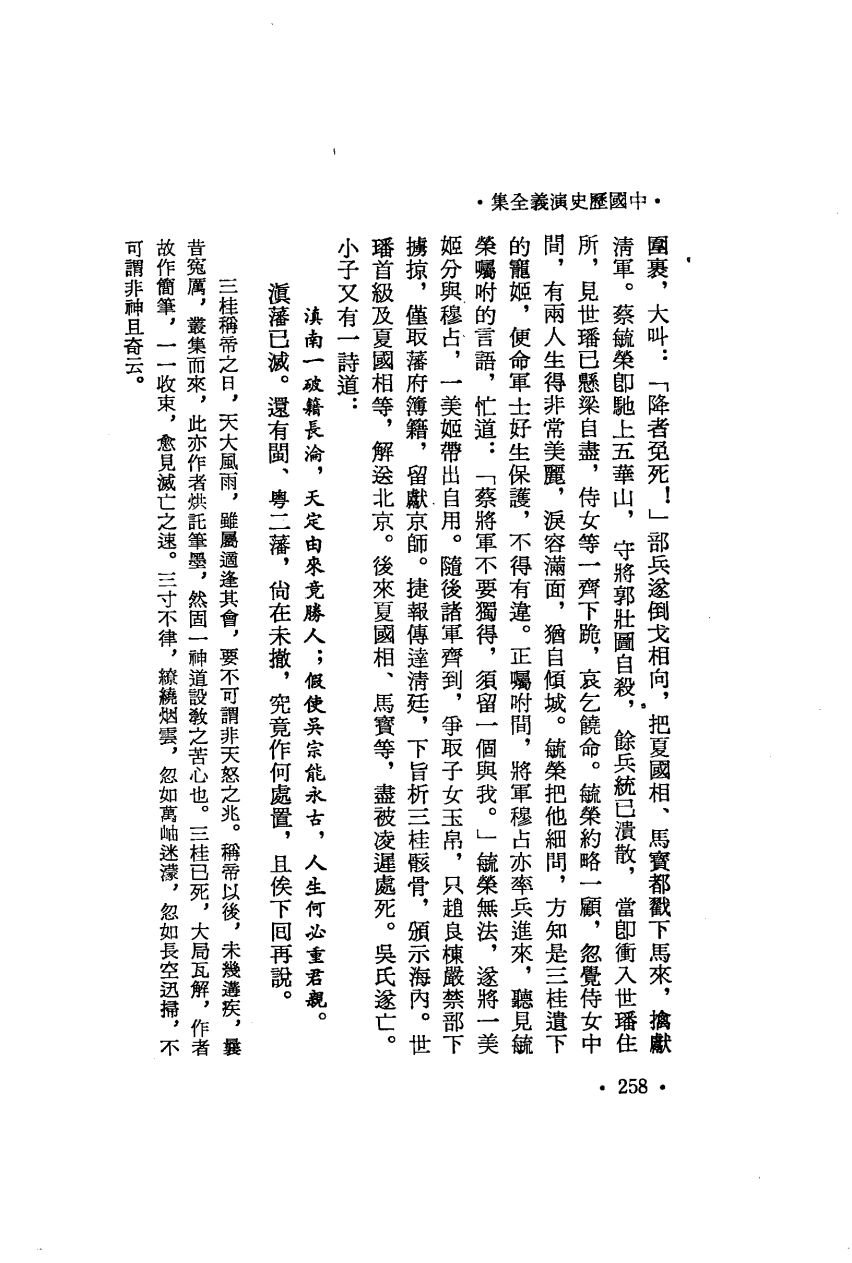 ·中國歷史演義全集·
圍裹，大叫：「降者免死！」部兵遂倒戈相向，把夏國相、馬寶都戳下馬來，擒獻
清軍。蔡毓榮卽馳上五華山，守將郭壯圖自殺，餘兵統已潰散，當卽衝入世璠住
所，見世璠已懸梁自盡，侍女等一齊下跪，哀乞饒命。毓榮約略一顧，忽覺侍女中
間，有兩人生得非常美麗，淚容滿面，猶自傾城。毓榮把他細問，方知是三桂遺下
的寵姬，便命軍士好生保護，不得有違。正囑咐間，將軍穆占亦率兵進來，聽見毓
榮囑咐的言語，忙道：「蔡將軍不要獨得，須留一個與我。」毓榮無法，遂將一美
姬分與穆占，一美姬帶出自用。隨後諸軍齊到，爭取子女玉帛，只趙良棟嚴禁部下
擄掠，僅取藩府簿籍，留獻京師。捷報傳達清廷，下旨析三桂骸骨，頒示海內。世
璠首級及夏國相等，解送北京。後來夏國相、馬寶等，盡被凌遲處死。吳氏遂亡。
小子又有一詩道：
滇南一破籍長淪，天定由來竟勝人；假使吳宗能永古，人生何必重君親。
滇藩已滅。還有閩、粵二藩，尙在未撤，究竟作何處置，且俟下回再說。
三桂稱帝之日，天大風雨，雖屬適逢其會，要不可謂非天怒之兆。稱帝以後，未幾遘疾，曩
昔寃厲，叢集而來，此亦作者烘託筆墨，然固一神道設敎之苦心也。三桂已死，大局瓦解，作者
故作簡筆，一一收束，愈見滅亡之速。三寸不律，繚繞烟雲，忽如萬岫迷濛，忽如長空迅掃，不
可謂非神且奇云。
·258·